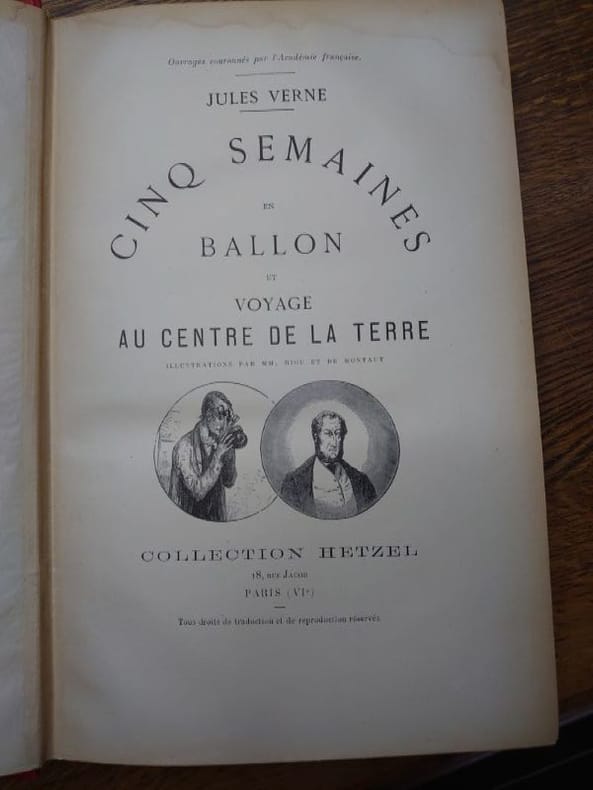 Ouvrages couronnés par l'Académie française.
JULES VERNE
CINQ SEMAINES
EN
BALLON
ET
VOYAGE
AU CENTRE DE LA TERRE
ILLUSTRATIONS PAR MM. RIOU ET DE MONTAUT
COLLECTION HETZEL
18, RUE JACOB
PARIS (VIe)
Tous droits de traduction et de reproduction réservés